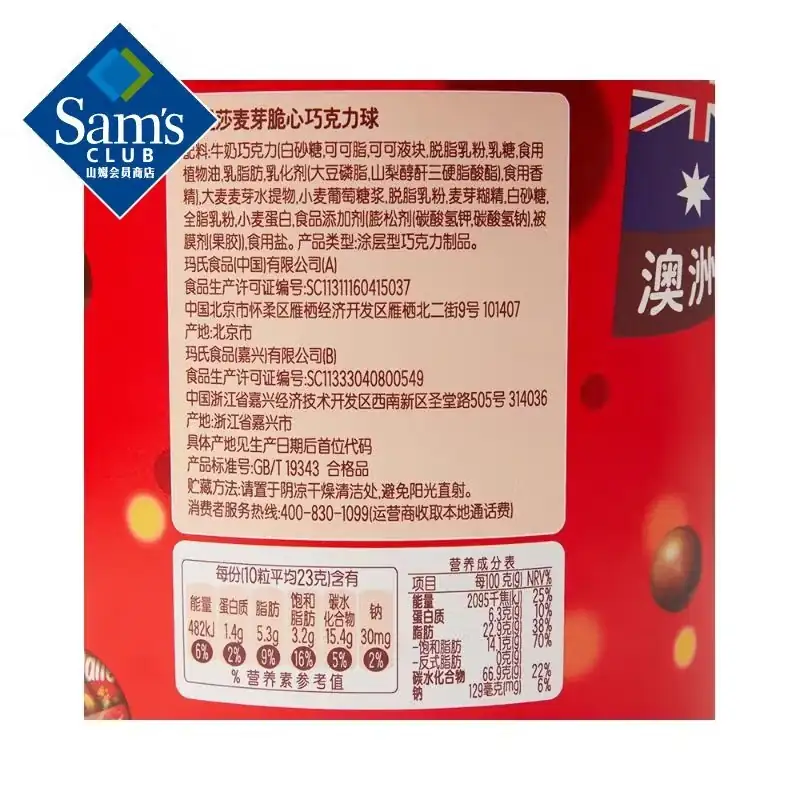 Sam's
CLUB
山姆会员商店
莎麦芽脆心巧克力球
配料:牛奶巧克力(白砂糖,可可脂,可可液块,脱脂乳粉,乳糖,食用
植物油,乳脂肪,乳化剂(大豆磷脂,山梨醇酐三硬脂酸酯),食用香
精),大麦麦芽水提物,小麦葡萄糖浆,脱脂乳粉,麦芽糊精,白砂糖,
全脂乳粉,小麦蛋白,食品添加剂(膨松剂(碳酸氢钾,碳酸氢钠),被
膜剂(果胶)),食用盐。产品类型:涂层型巧克力制品。
玛氏食品(中国)有限公司(A)
食品生产许可证编号:SC11311160415037
中国北京市怀柔区雁栖经济开发区雁栖北二街9号 101407
产地:北京市
玛氏食品(嘉兴)有限公司(B)
食品生产许可证编号:SC11333040800549
中国浙江省嘉兴经济技术开发区西南新区圣堂路505号 314036
产地:浙江省嘉兴市
具体产地见生产日期后首位代码
产品标准号:GB/T 19343 合格品
贮藏方法:请置于阴凉干燥清洁处,避免阳光直射。
消费者服务热线:400-830-1099(运营商收取本地通话费)
澳洲
每份(10粒平均23克)含有
能量 蛋白质 脂肪 饱和脂肪 碳水化合物 钠
482kJ 1.4g 5.3g 3.2g 15.4g 30mg
6% 2% 9% 16% 5% 2%
% 营养素参考值
营养成分表
项目 每100克(g) NRV%
能量 2095千焦(kJ) 25%
蛋白质 6.3克(g) 10%
脂肪 22.9克(g) 38%
-饱和脂肪 14.1克(g) 70%
-反式脂肪 0克(g)
碳水化合物 66.9克(g) 22%
钠 129毫克(mg) 6%